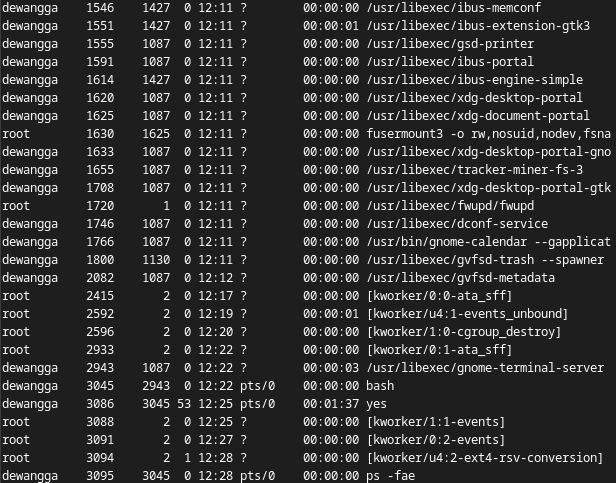 dewangga 1546 1427 0 12:11 ? 00:00:00 /usr/libexec/ibus-memconf
dewangga 1551 1427 0 12:11 ? 00:00:01 /usr/libexec/ibus-extension-gtk3
dewangga 1555 1087 0 12:11 ? 00:00:00 /usr/libexec/gsd-printer
dewangga 1591 1087 0 12:11 ? 00:00:00 /usr/libexec/ibus-portal
dewangga 1614 1427 0 12:11 ? 00:00:00 /usr/libexec/ibus-engine-simple
dewangga 1620 1087 0 12:11 ? 00:00:00 /usr/libexec/xdg-desktop-portal
dewangga 1625 1087 0 12:11 ? 00:00:00 /usr/libexec/xdg-document-portal
root 1630 1625 0 12:11 ? 00:00:00 fusermount3 -o rw,nosuid,nodev,fsna
dewangga 1633 1087 0 12:11 ? 00:00:00 /usr/libexec/xdg-desktop-portal-gno
dewangga 1655 1087 0 12:11 ? 00:00:00 /usr/libexec/tracker-miner-fs-3
dewangga 1708 1087 0 12:11 ? 00:00:00 /usr/libexec/xdg-desktop-portal-gtk
root 1720 1 0 12:11 ? 00:00:00 /usr/libexec/fwupd/fwupd
dewangga 1746 1087 0 12:11 ? 00:00:00 /usr/libexec/dconf-service
dewangga 1766 1087 0 12:11 ? 00:00:00 /usr/bin/gnome-calendar --gapplicat
dewangga 1800 1130 0 12:11 ? 00:00:00 /usr/libexec/gvfsd-trash --spawner
dewangga 2082 1087 0 12:12 ? 00:00:00 /usr/libexec/gvfsd-metadata
root 2415 2 0 12:17 ? 00:00:00 [kworker/0:0-ata_sff]
root 2592 2 0 12:19 ? 00:00:01 [kworker/u4:1-events_unbound]
root 2596 2 0 12:20 ? 00:00:00 [kworker/1:0-cgroup_destroy]
root 2933 2 0 12:22 ? 00:00:00 [kworker/0:1-ata_sff]
dewangga 2943 1087 0 12:22 ? 00:00:03 /usr/libexec/gnome-terminal-server
dewangga 3045 2943 0 12:22 pts/0 00:00:00 bash
dewangga 3086 3045 53 12:25 pts/0 00:01:37 yes
root 3088 2 0 12:25 ? 00:00:00 [kworker/1:1-events]
root 3091 2 0 12:27 ? 00:00:00 [kworker/0:2-events]
root 3094 2 1 12:28 ? 00:00:00 [kworker/u4:2-ext4-rsv-conversion]
dewangga 3095 3045 0 12:28 pts/0 00:00:00 ps -fae